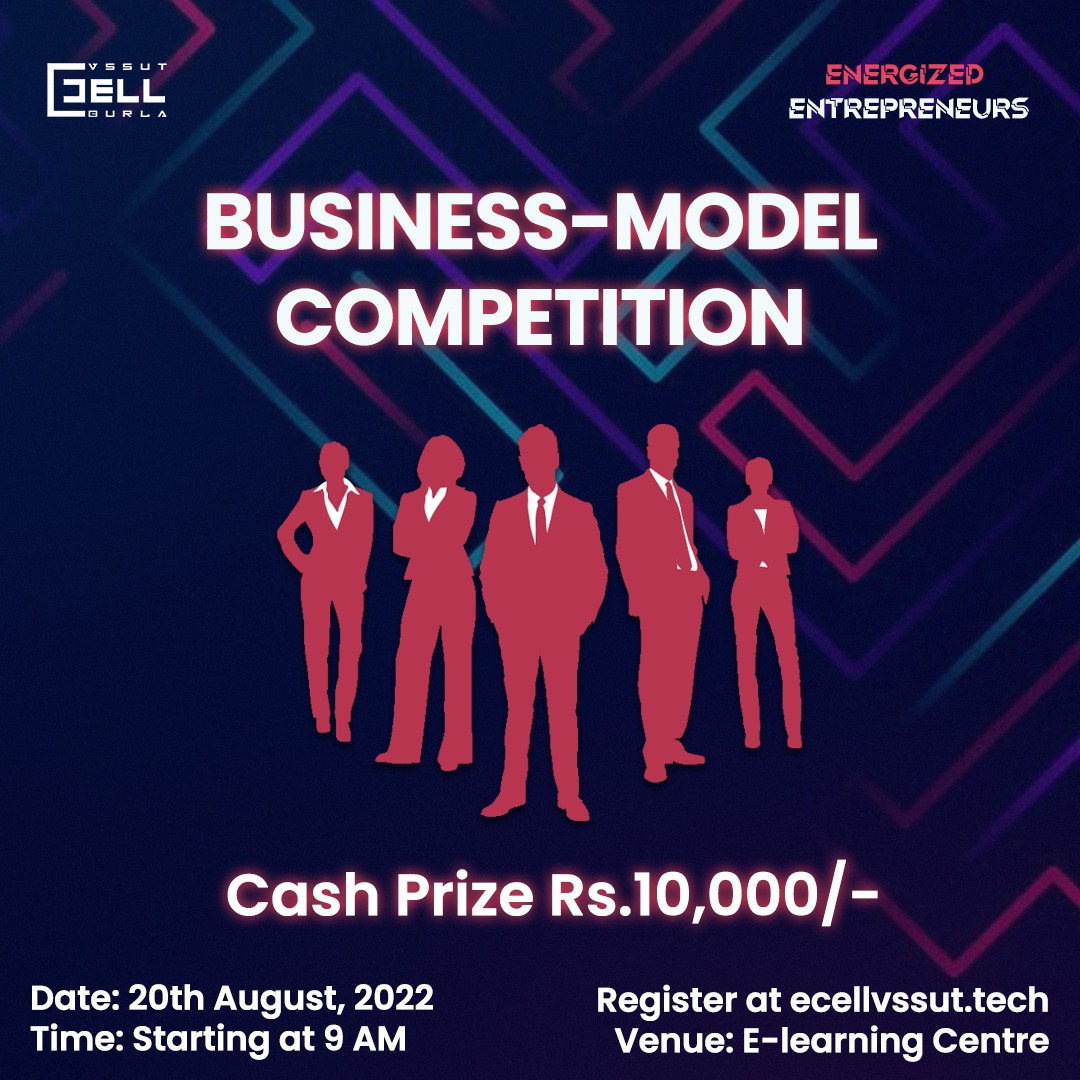 VSSUT
ECELL
BURLA
ENERGIZED
ENTREPRENEURS
BUSINESS-MODEL
COMPETITION
Cash Prize Rs.10,000/-
Date: 20th August, 2022
Time: Starting at 9 AM
Register at ecellvssut.tech
Venue: E-learning Centre